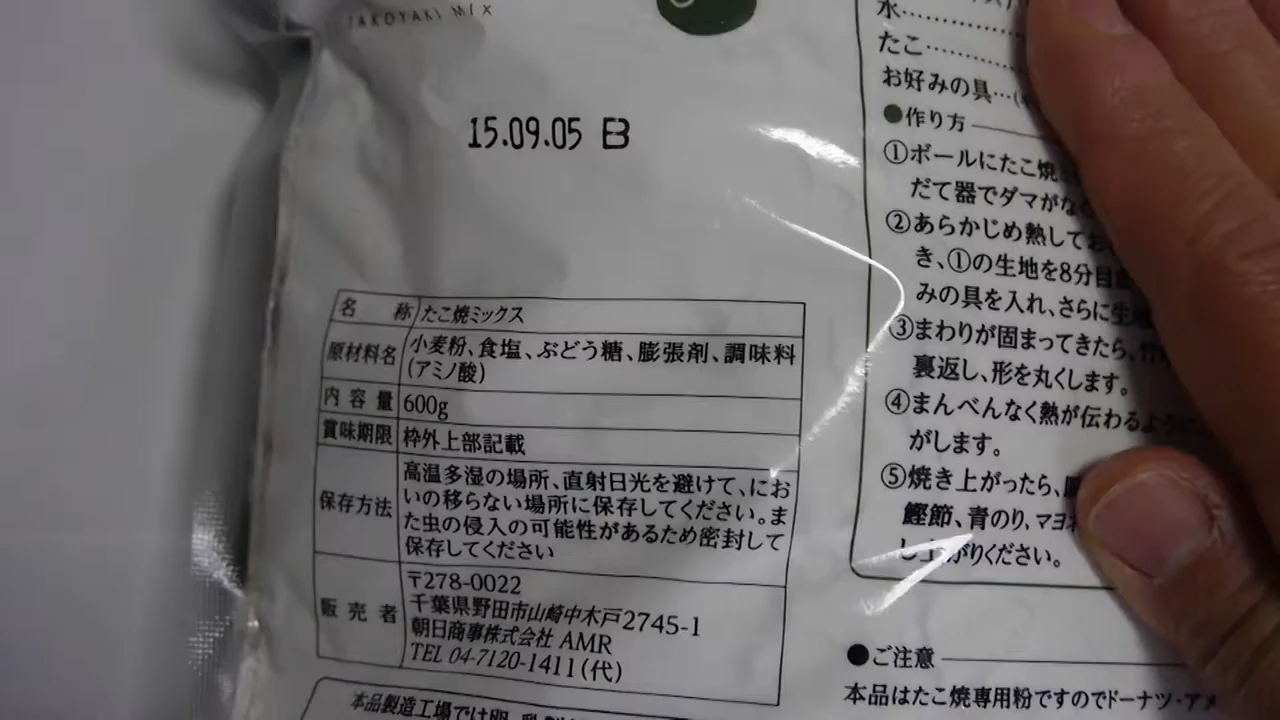 TAKOYAKI MIX
15.09.05 B
名称 たこ焼ミックス
原材料名 小麦粉、食塩、ぶどう糖、膨張剤、調味料
(アミノ酸)
内容量 600g
賞味期限 枠外上部記載
保存方法 高温多湿の場所、直射日光を避けて、にお
いの移らない場所に保存してください。ま
た虫の侵入の可能性があるため密封して
保存してください
販売者 〒278-0022
千葉県野田市山崎中木戸2745-1
朝日商事株式会社 AMR
TEL 04-7120-1411(代)
本品製造工場では卵、
水……
たこ……
お好みの具…
●作り方
①ボールにたこ焼
だて器でダマがなく
②あらかじめ熱して
き、①の生地を8分目
みの具を入れ、さらに生
③まわりが固まってきたら、竹
裏返し、形を丸くします。
④まんべんなく熱が伝わるように
がします。
⑤焼き上がったら、
鰹節、青のり、マヨネ
し上がりください。
●ご注意
本品はたこ焼専用粉ですのでドーナツ・アメ